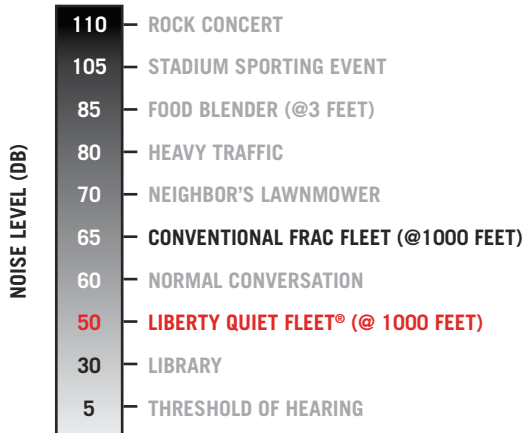 110 ROCK CONCERT
105 STADIUM SPORTING EVENT
85 FOOD BLENDER (@3 FEET)
80 HEAVY TRAFFIC
70 NEIGHBOR'S LAWNMOWER
65 CONVENTIONAL FRAC FLEET (@1000 FEET)
60 NORMAL CONVERSATION
50 LIBERTY QUIET FLEET® (@ 1000 FEET)
30 LIBRARY
5 THRESHOLD OF HEARING
NOISE LEVEL (DB)